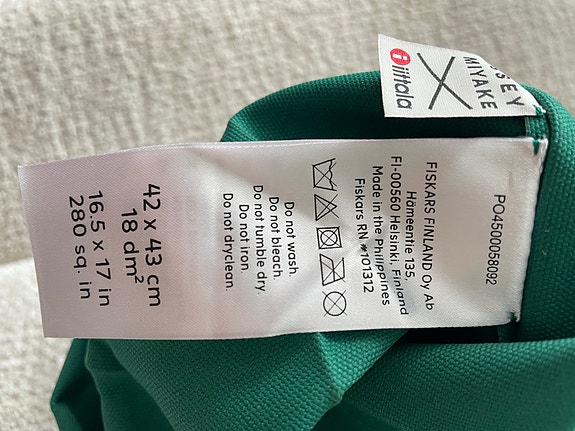 iittala
X
ISSEY
MIYAKE
PO4500058092
FISKARS FINLAND Oy Ab
Hämeentie 135,
FI-00560 Helsinki, Finland
Made in the Philippines
Fiskars RN #101312
Do not wash.
Do not bleach.
Do not tumble dry.
Do not iron.
Do not dryclean.
42 x 43 cm
18 dm²
16.5 x 17 in
280 sq. in